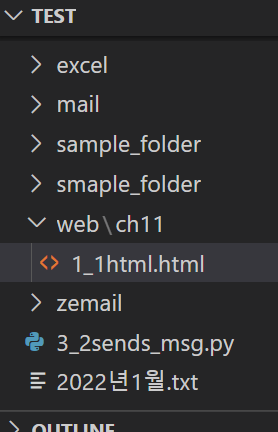 TEST
excel
mail
sample_folder
smaple_folder
web\ch11
1_1html.html
zemail
3_2sends_msg.py
2022년1월.txt
OUTLINE